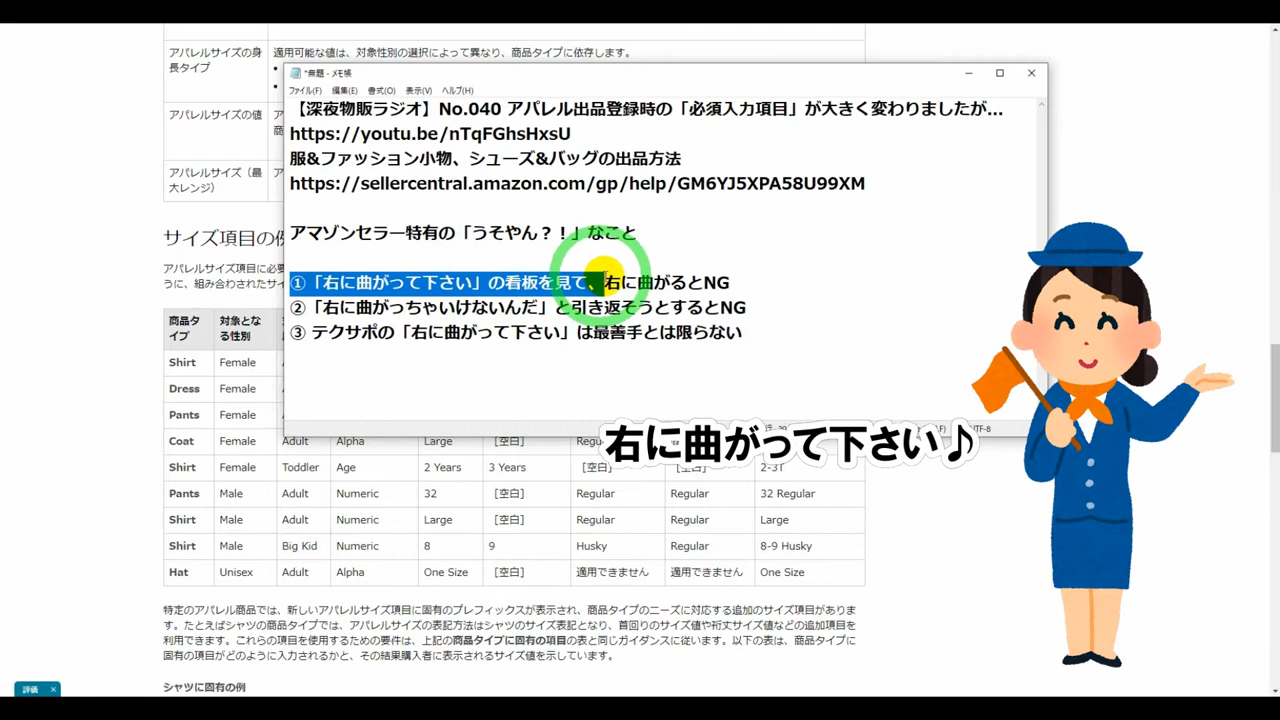 アパレルサイズの身
長タイプ
適用可能な値は、対象性別の選択によって異なり、商品タイプに依存します。
アパレルサイズの値
アパレルサイズ（最
大レンジ）
*無題 - メモ帳
ファイル(F) 編集(E) 書式(O) 表示(V) ヘルプ(H)
【深夜物販ラジオ】No.040 アパレル出品登録時の「必須入力項目」が大きく変わりましたが...
https://youtu.be/nTqFGhsHxsU
服&ファッション小物、シューズ&バッグの出品方法
https://sellercentral.amazon.com/gp/help/GM6YJ5XPA58U99XM
アマゾンセラー特有の「うそやん？！」なこと
①「右に曲がって下さい」の看板を見て、右に曲がるとNG
②「右に曲がっちゃいけないんだ」と引き返そうとするとNG
③ テクサポの「右に曲がって下さい」は最善手とは限らない
右に曲がって下さい♪
サイズ項目の例
アパレルサイズ項目に必要
うに、組み合わされたサイズ
商品タ
イプ
対象とな
る性別
Shirt Female
Dress Female
Pants Female
Coat Female Adult Alpha Large [空白] Regular Regular Large
Shirt Female Toddler Age 2 Years 3 Years [空白] [空白] 2-3T
Pants Male Adult Numeric 32 [空白] Regular Regular 32 Regular
Shirt Male Adult Numeric Large [空白] Regular Regular Large
Shirt Male Big Kid Numeric 8 9 Husky Regular 8-9 Husky
Hat Unisex Adult Alpha One Size [空白] 適用できません 適用できません One Size
特定のアパレル商品では、新しいアパレルサイズ項目に固有のプレフィックスが表示され、商品タイプのニーズに対応する追加のサイズ項目がありま
す。たとえばシャツの商品タイプでは、アパレルサイズの表記方法はシャツのサイズ表記となり、首回りのサイズ値や裄丈サイズ値などの追加項目を
利用できます。これらの項目を使用するための要件は、上記の商品タイプに固有の項目の表と同じガイダンスに従います。以下の表は、商品タイプに
固有の項目がどのように入力されるかと、その結果購入者に表示されるサイズ値を示しています。
シャツに固有の例
評価 ×